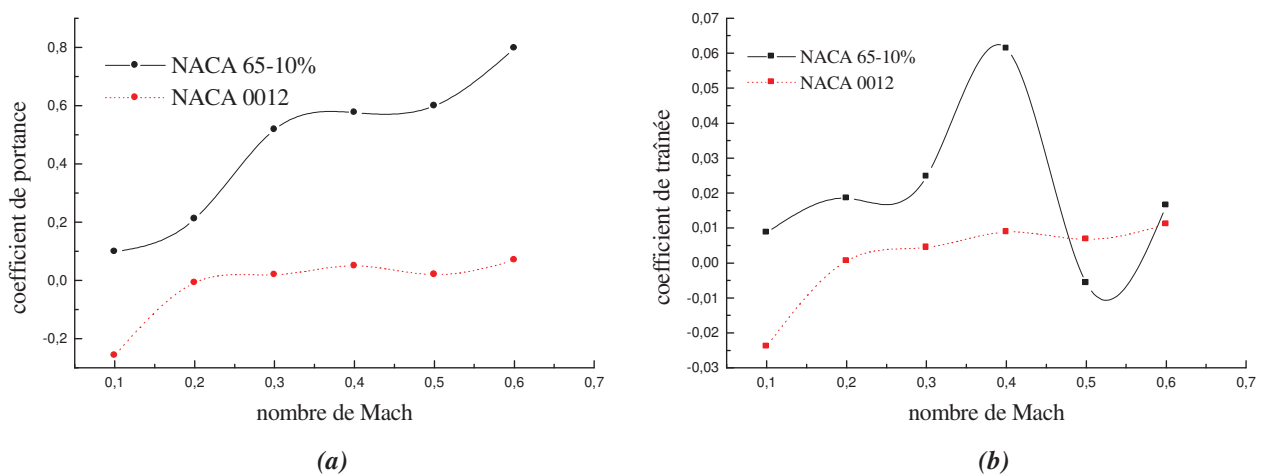 NACA 65-10%
NACA 0012
0,8
0,6
0,4
0,2
0,0
-0,2
coefficient de portance
0,1 0,2 0,3 0,4 0,5 0,6 0,7
nombre de Mach
(a)
NACA 65-10%
NACA 0012
0,07
0,06
0,05
0,04
0,03
0,02
0,01
0,00
-0,01
-0,02
-0,03
coefficient de traînée
0,1 0,2 0,3 0,4 0,5 0,6 0,7
nombre de Mach
(b)